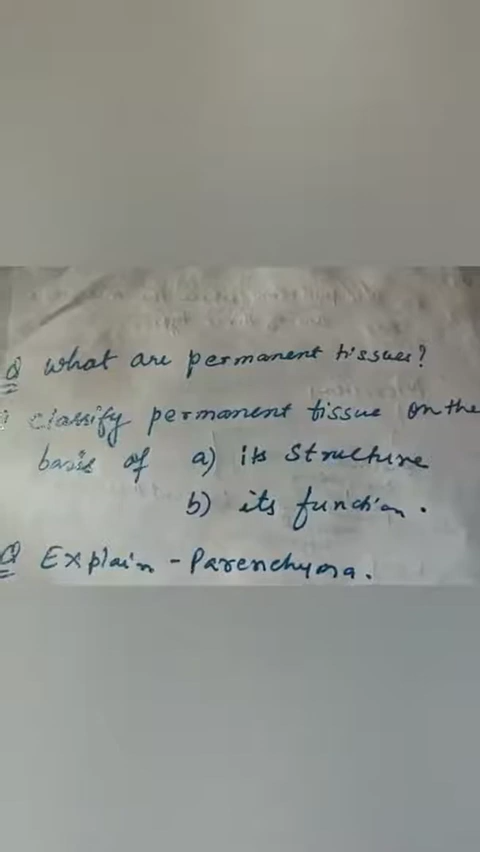 Q what are permanent tissues?
classify permanent tissue on the
basis of a) its structure
b) its function.
Q Explain - Parenchyma.